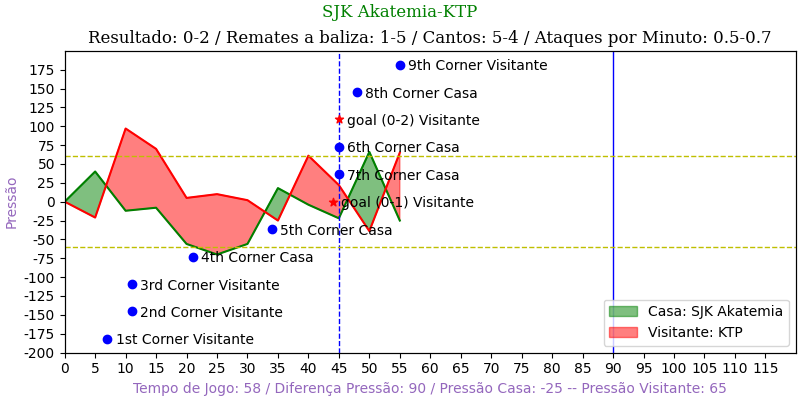 SJK Akatemia-KTP
Resultado: 0-2 / Remates a baliza: 1-5 / Cantos: 5-4 / Ataques por Minuto: 0.5-0.7
Pressão
175
150
125
100
75
50
25
0
-25
-50
-75
-100
-125
-150
-175
-200
9th Corner Visitante
8th Corner Casa
goal (0-2) Visitante
6th Corner Casa
7th Corner Casa
goal (0-1) Visitante
5th Corner Casa
4th Corner Casa
3rd Corner Visitante
2nd Corner Visitante
1st Corner Visitante
Casa: SJK Akatemia
Visitante: KTP
0 5 10 15 20 25 30 35 40 45 50 55 60 65 70 75 80 85 90 95 100 105 110 115
Tempo de Jogo: 58 / Diferença Pressão: 90 / Pressão Casa: -25 -- Pressão Visitante: 65